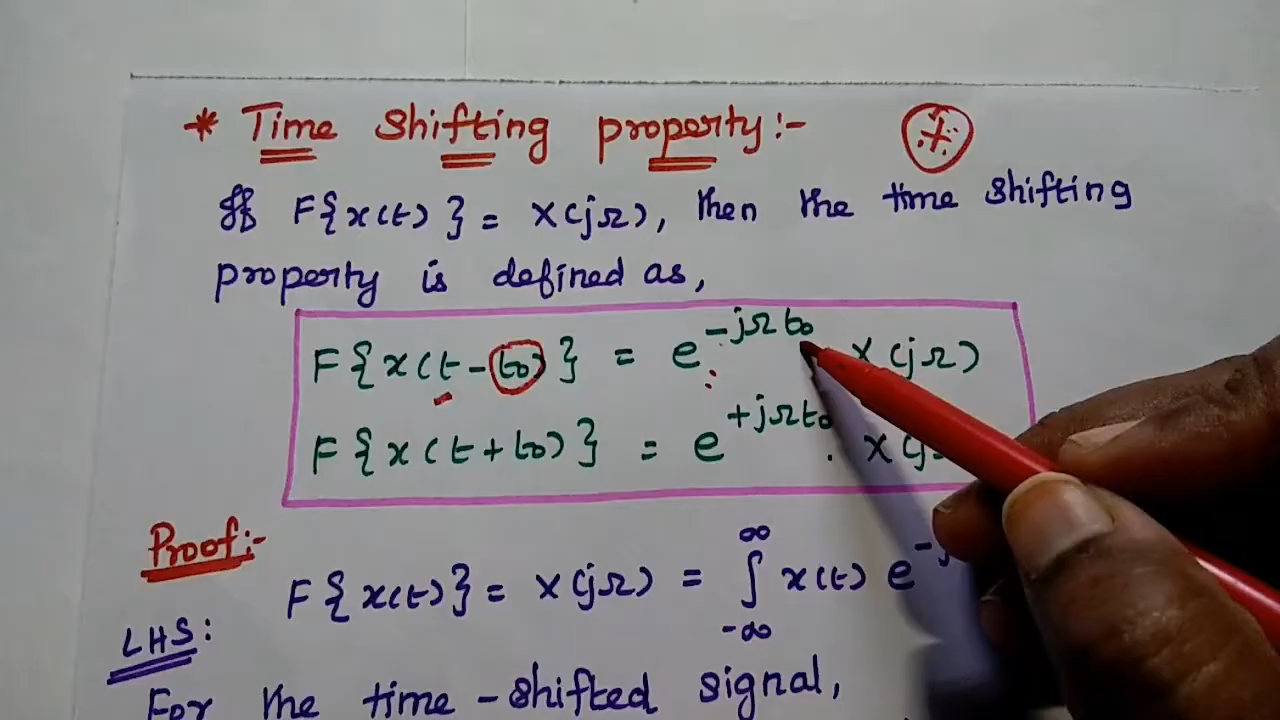 * Time Shifting property:-
If F{x(t)} = X(jΩ), then the time shifting
property is defined as,
F{x(t-t₀)} = e^{-jΩt₀} . X(jΩ)
F{x(t+t₀)} = e^{+jΩt₀} . X(j
Proof:-
F{x(t)} = X(jΩ) = ∫_{-∞}^{∞} x(t) e^{-j
LHS:
For the time-shifted signal,